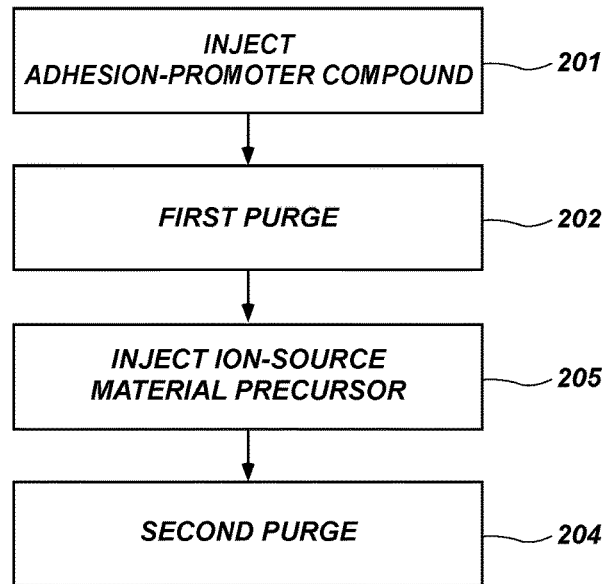 INJECT
ADHESION-PROMOTER COMPOUND
201
FIRST PURGE
202
INJECT ION-SOURCE
MATERIAL PRECURSOR
205
SECOND PURGE
204